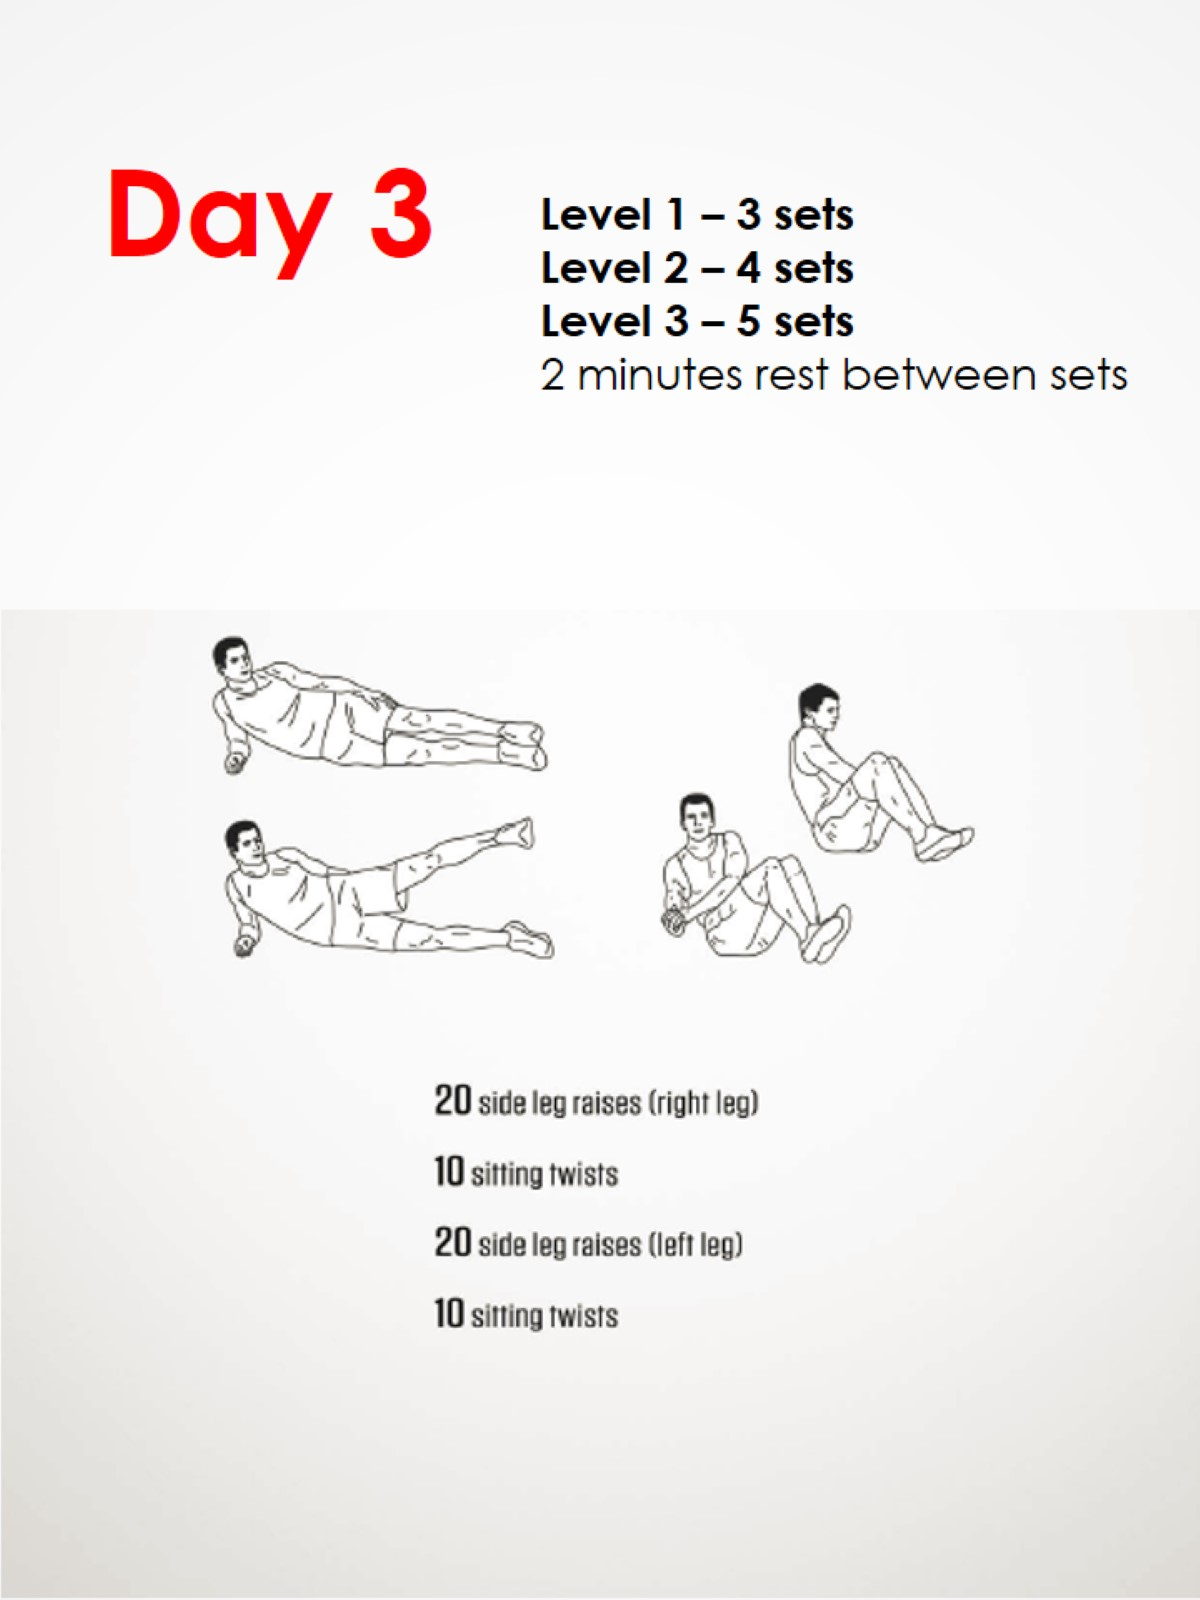 Day 3
Level 1 – 3 sets
Level 2 – 4 sets
Level 3 – 5 sets
2 minutes rest between sets
20 side leg raises (right leg)
10 sitting twists
20 side leg raises (left leg)
10 sitting twists